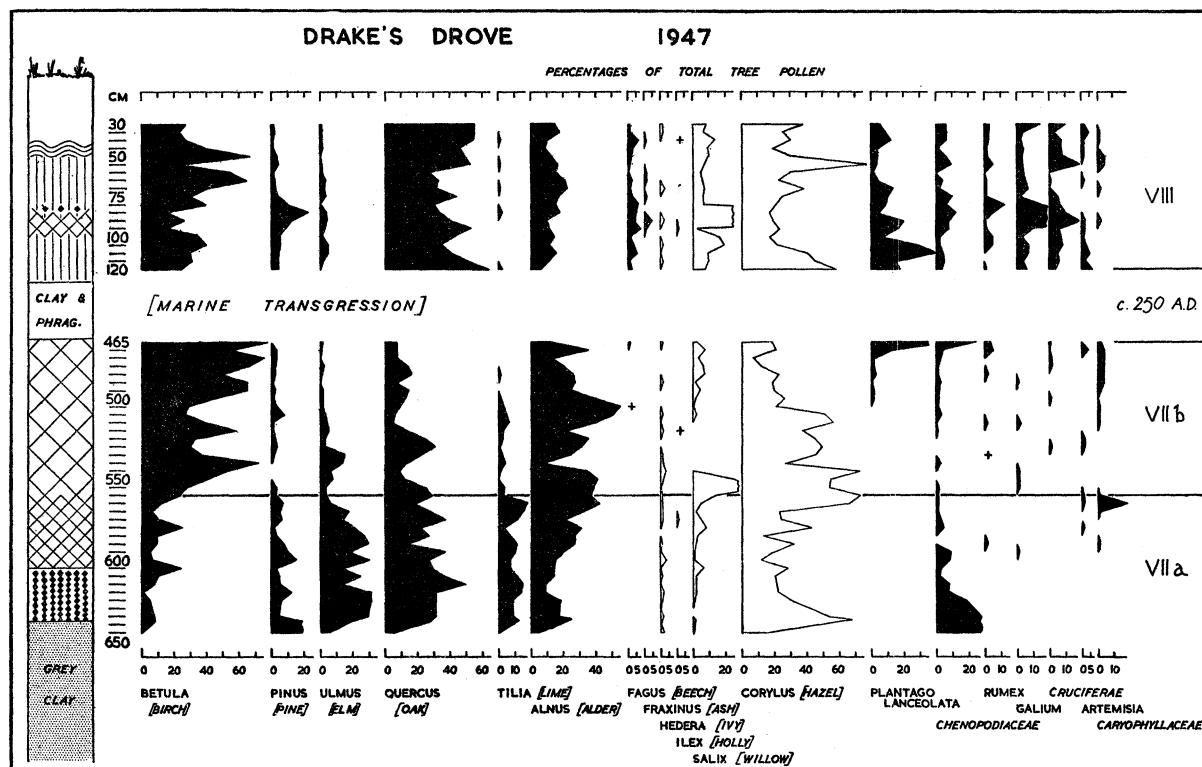 DRAKE'S DROVE 1947
PERCENTAGES OF TOTAL TREE POLLEN
CM
30
50
75
100
120
VIII
CLAY & PHRAG.
[MARINE TRANSGRESSION]
c. 250 A.D.
465
500
550
600
650
VII b
VII a
GREY CLAY
0 20 40 60 0 20 0 20 0 20 40 60 0 10 0 20 40 0 5 0 5 0 5 0 5 0 20 0 20 40 60 0 20 0 10 20 0 10 0 10 0 10 0 5 0 10
BETULA [BIRCH]
PINUS [PINE]
ULMUS [ELM]
QUERCUS [OAK]
TILIA [LIME]
ALNUS [ALDER]
FAGUS [BEECH]
FRAXINUS [ASH]
HEDERA [IVY]
ILEX [HOLLY]
SALIX [WILLOW]
CORYLUS [HAZEL]
PLANTAGO LANCEOLATA
CHENOPODIACEAE
RUMEX
GALIUM
CRUCIFERAE
ARTEMISIA
CARYOPHYLLACEAE